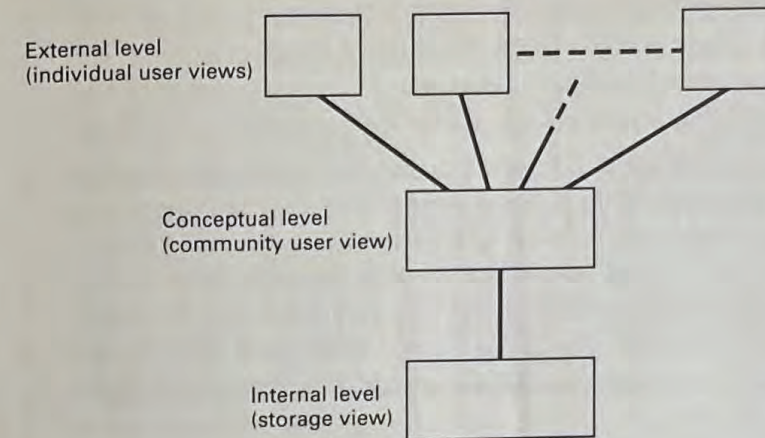 External level
(individual user views)
Conceptual level
(community user view)
Internal level
(storage view)